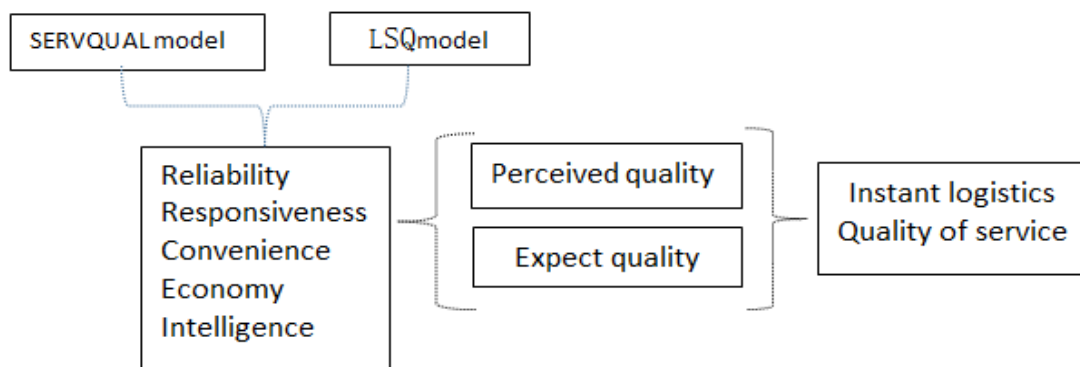 SERVQUAL model
LSQmodel
Reliability
Responsiveness
Convenience
Economy
Intelligence
Perceived quality
Expect quality
Instant logistics
Quality of service